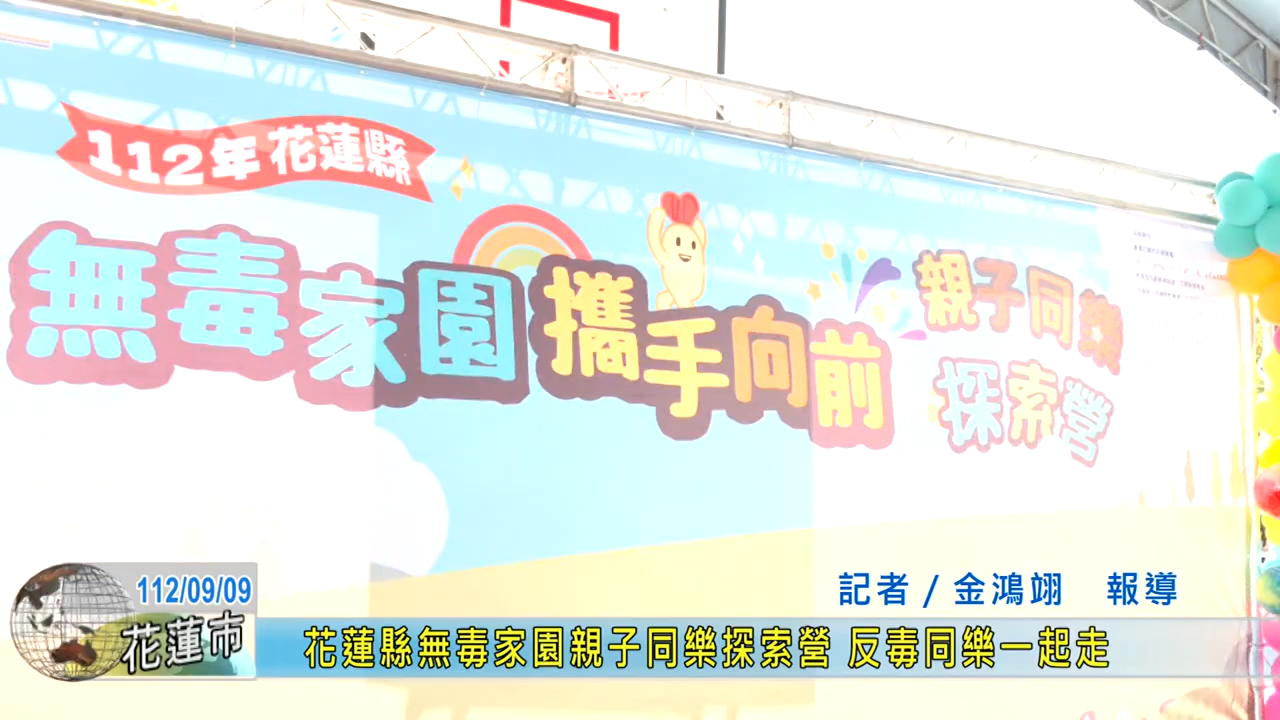 112年花蓮縣
無毒家園 攜手向前
親子同樂
探索營
記者/金鴻翊 報導
112/09/09
花蓮市
花蓮縣無毒家園親子同樂探索營 反毒同樂一起走